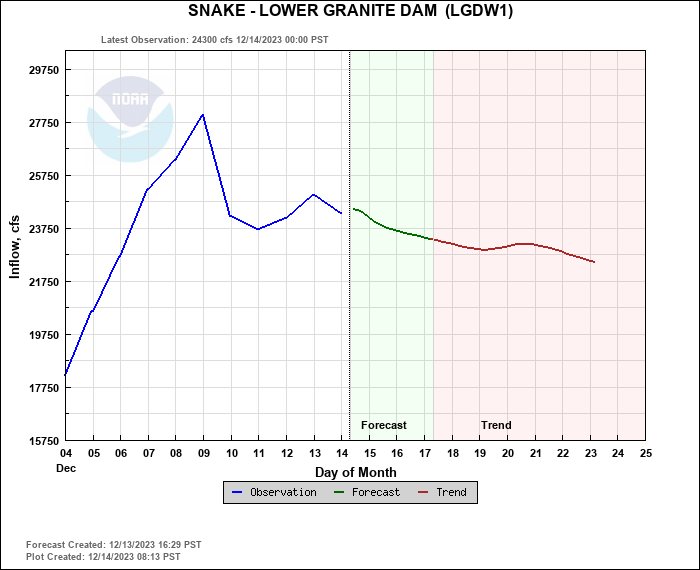 SNAKE - LOWER GRANITE DAM (LGDW1)
Latest Observation: 24300 cfs 12/14/2023 00:00 PST
29750
27750
25750
23750
21750
19750
17750
15750
Inflow, cfs
NOAA
Forecast
Trend
04 05 06 07 08 09 10 11 12 13 14 15 16 17 18 19 20 21 22 23 24 25
Dec
Day of Month
Observation Forecast Trend
Forecast Created: 12/13/2023 16:29 PST
Plot Created: 12/14/2023 08:13 PST